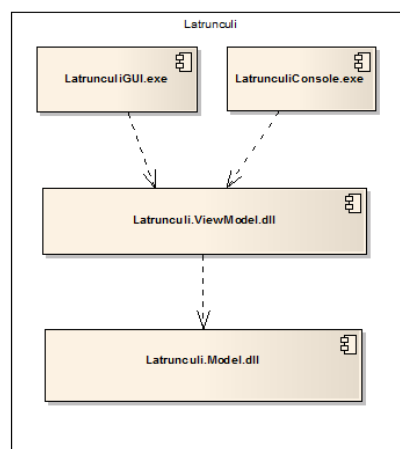 Latrunculi
LatrunculiGUI.exe
LatrunculiConsole.exe
Latrunculi.ViewModel.dll
Latrunculi.Model.dll